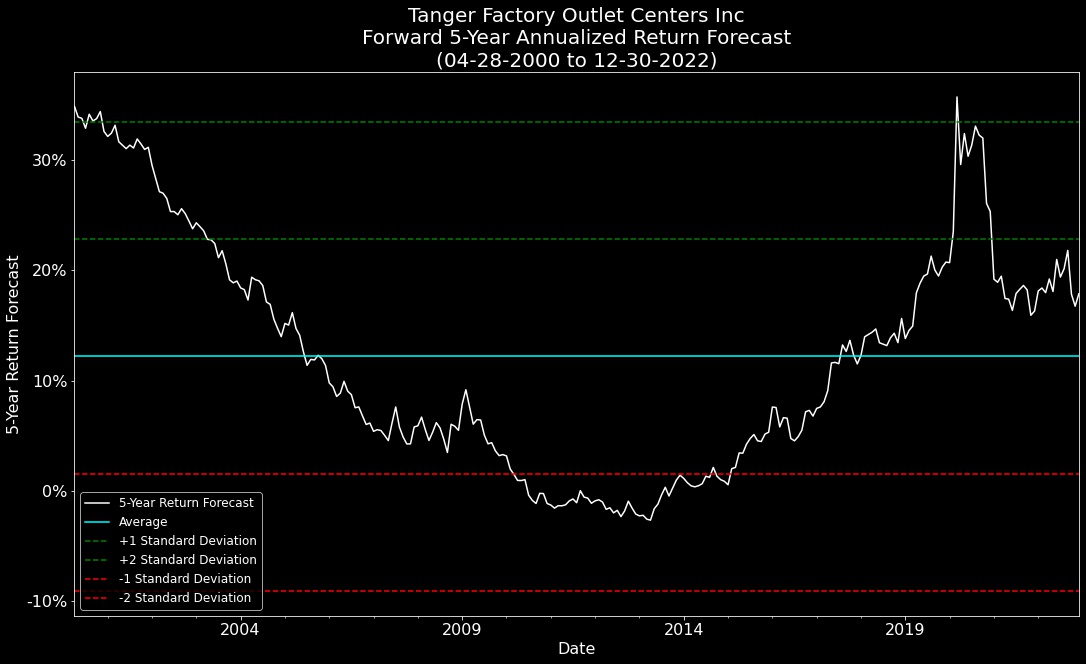 Tanger Factory Outlet Centers Inc
Forward 5-Year Annualized Return Forecast
(04-28-2000 to 12-30-2022)
5-Year Return Forecast
30%
20%
10%
0%
-10%
5-Year Return Forecast
Average
+1 Standard Deviation
+2 Standard Deviation
-1 Standard Deviation
-2 Standard Deviation
2004
2009
2014
2019
Date